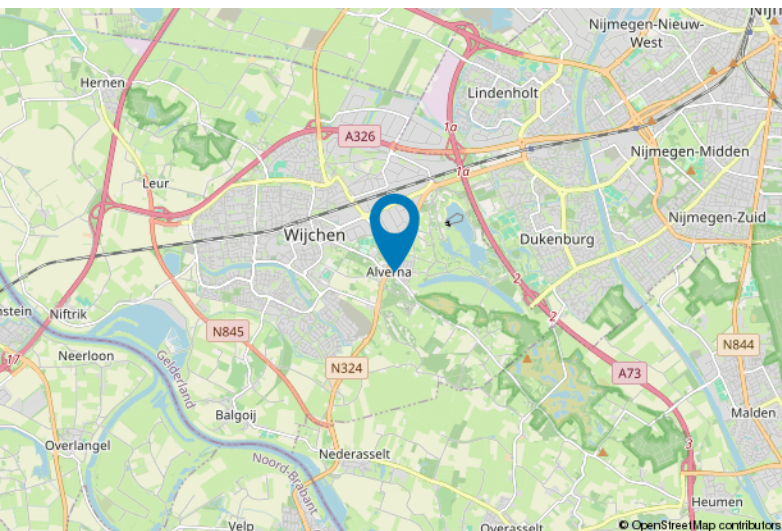 Nijm
Nijmegen-Nieuw-
West
Hernen
Lindenholt
1a
A326
Nijmegen-Midden
1a
Leur
Nijmegen-Zuid
Wijchen
Dukenburg
Alverna
2
stein
Niftrik
2
N845
17
Neerloon
Gelderland
N844
N324
A73
Balgoij
Malden
Overlangel
3
Noord-Brabant
Nederasselt
Heumen
Velp
Overasselt
© OpenStreetMap contributors